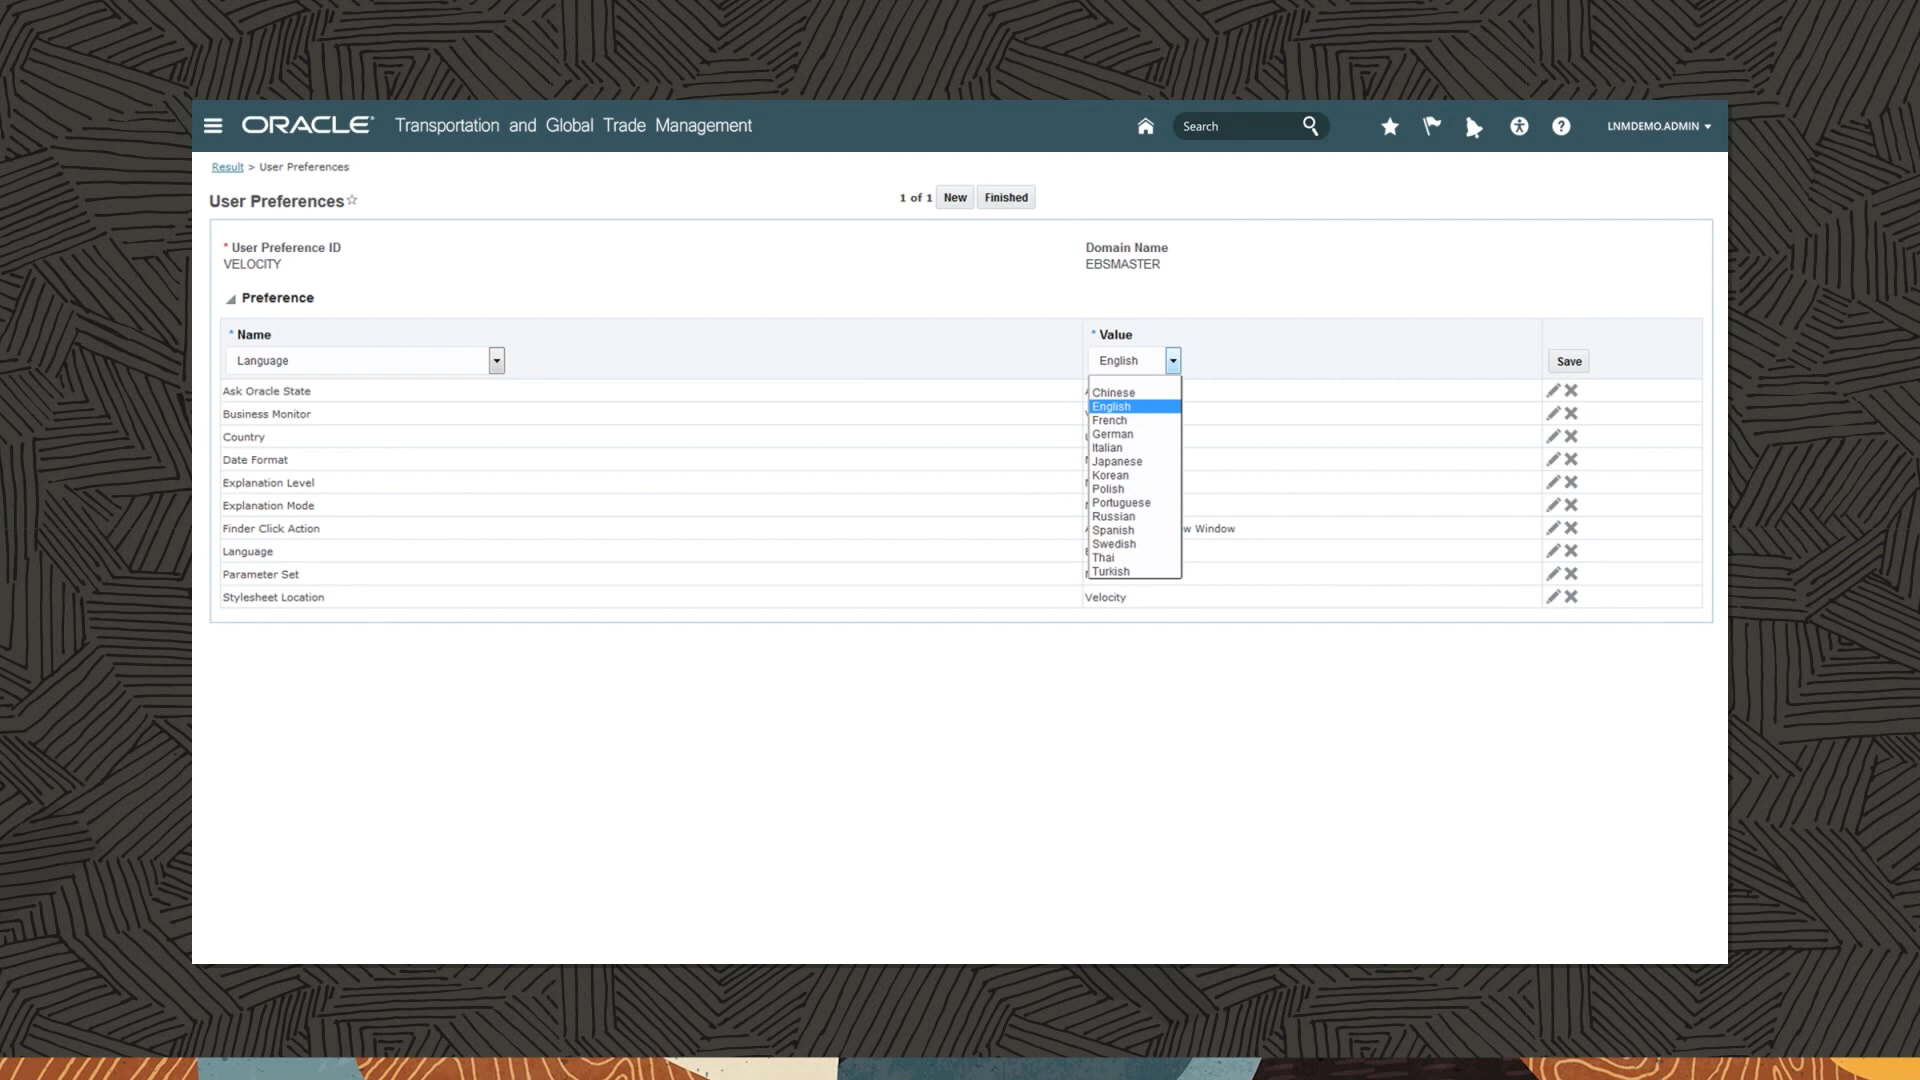 ORACLE® Transportation and Global Trade Management Search LNMDEMO.ADMIN
Result > User Preferences
User Preferences 1 of 1 New Finished
* User Preference ID Domain Name
VELOCITY EBSMASTER
Preference
* Name * Value
Language English Save
Ask Oracle State
Chinese
English
Business Monitor
French
Country German
Italian
Date Format Japanese
Korean
Explanation Level
Polish
Explanation Mode Portuguese
Russian
Finder Click Action Spanish w Window
Language Swedish
Thai
Parameter Set Turkish
Stylesheet Location Velocity